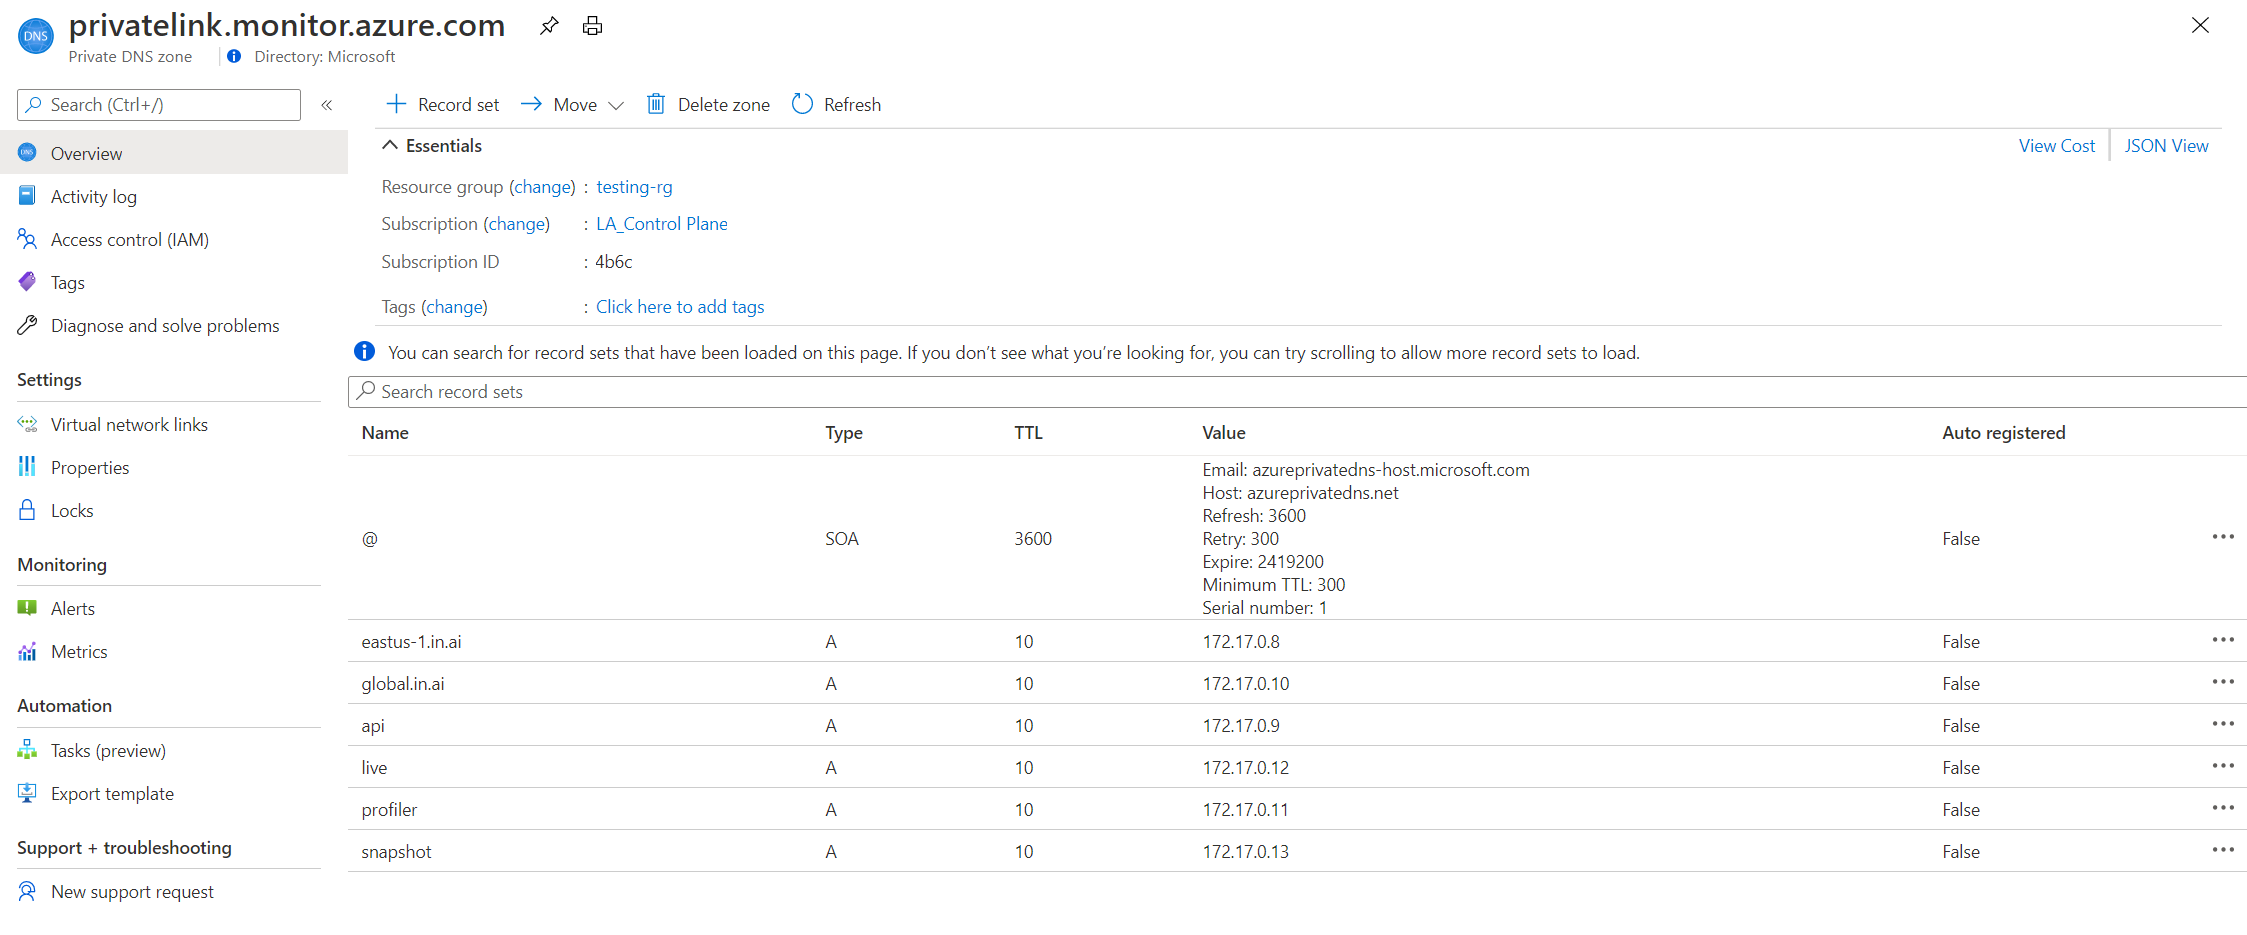 privatelink.monitor.azure.com
DNS
Private DNS zone
Directory: Microsoft
Search (Ctrl+/)
«
Record set
Move
Delete zone
Refresh
Overview
Activity log
Access control (IAM)
Tags
Diagnose and solve problems
Settings
Virtual network links
Properties
Locks
Monitoring
Alerts
Metrics
Automation
Tasks (preview)
Export template
Support + troubleshooting
New support request
Essentials
View Cost
JSON View
Resource group (change) : testing-rg
Subscription (change) : LA_Control Plane
Subscription ID : 4b6c
Tags (change) : Click here to add tags
You can search for record sets that have been loaded on this page. If you don’t see what you’re looking for, you can try scrolling to allow more record sets to load.
Search record sets
Name Type TTL Value Auto registered
Email: azureprivatedns-host.microsoft.com
Host: azureprivatedns.net
Refresh: 3600
Retry: 300
@ SOA 3600 False
Expire: 2419200
Minimum TTL: 300
Serial number: 1
eastus-1.in.ai A 10 172.17.0.8 False
global.in.ai A 10 172.17.0.10 False
api A 10 172.17.0.9 False
live A 10 172.17.0.12 False
profiler A 10 172.17.0.11 False
snapshot A 10 172.17.0.13 False